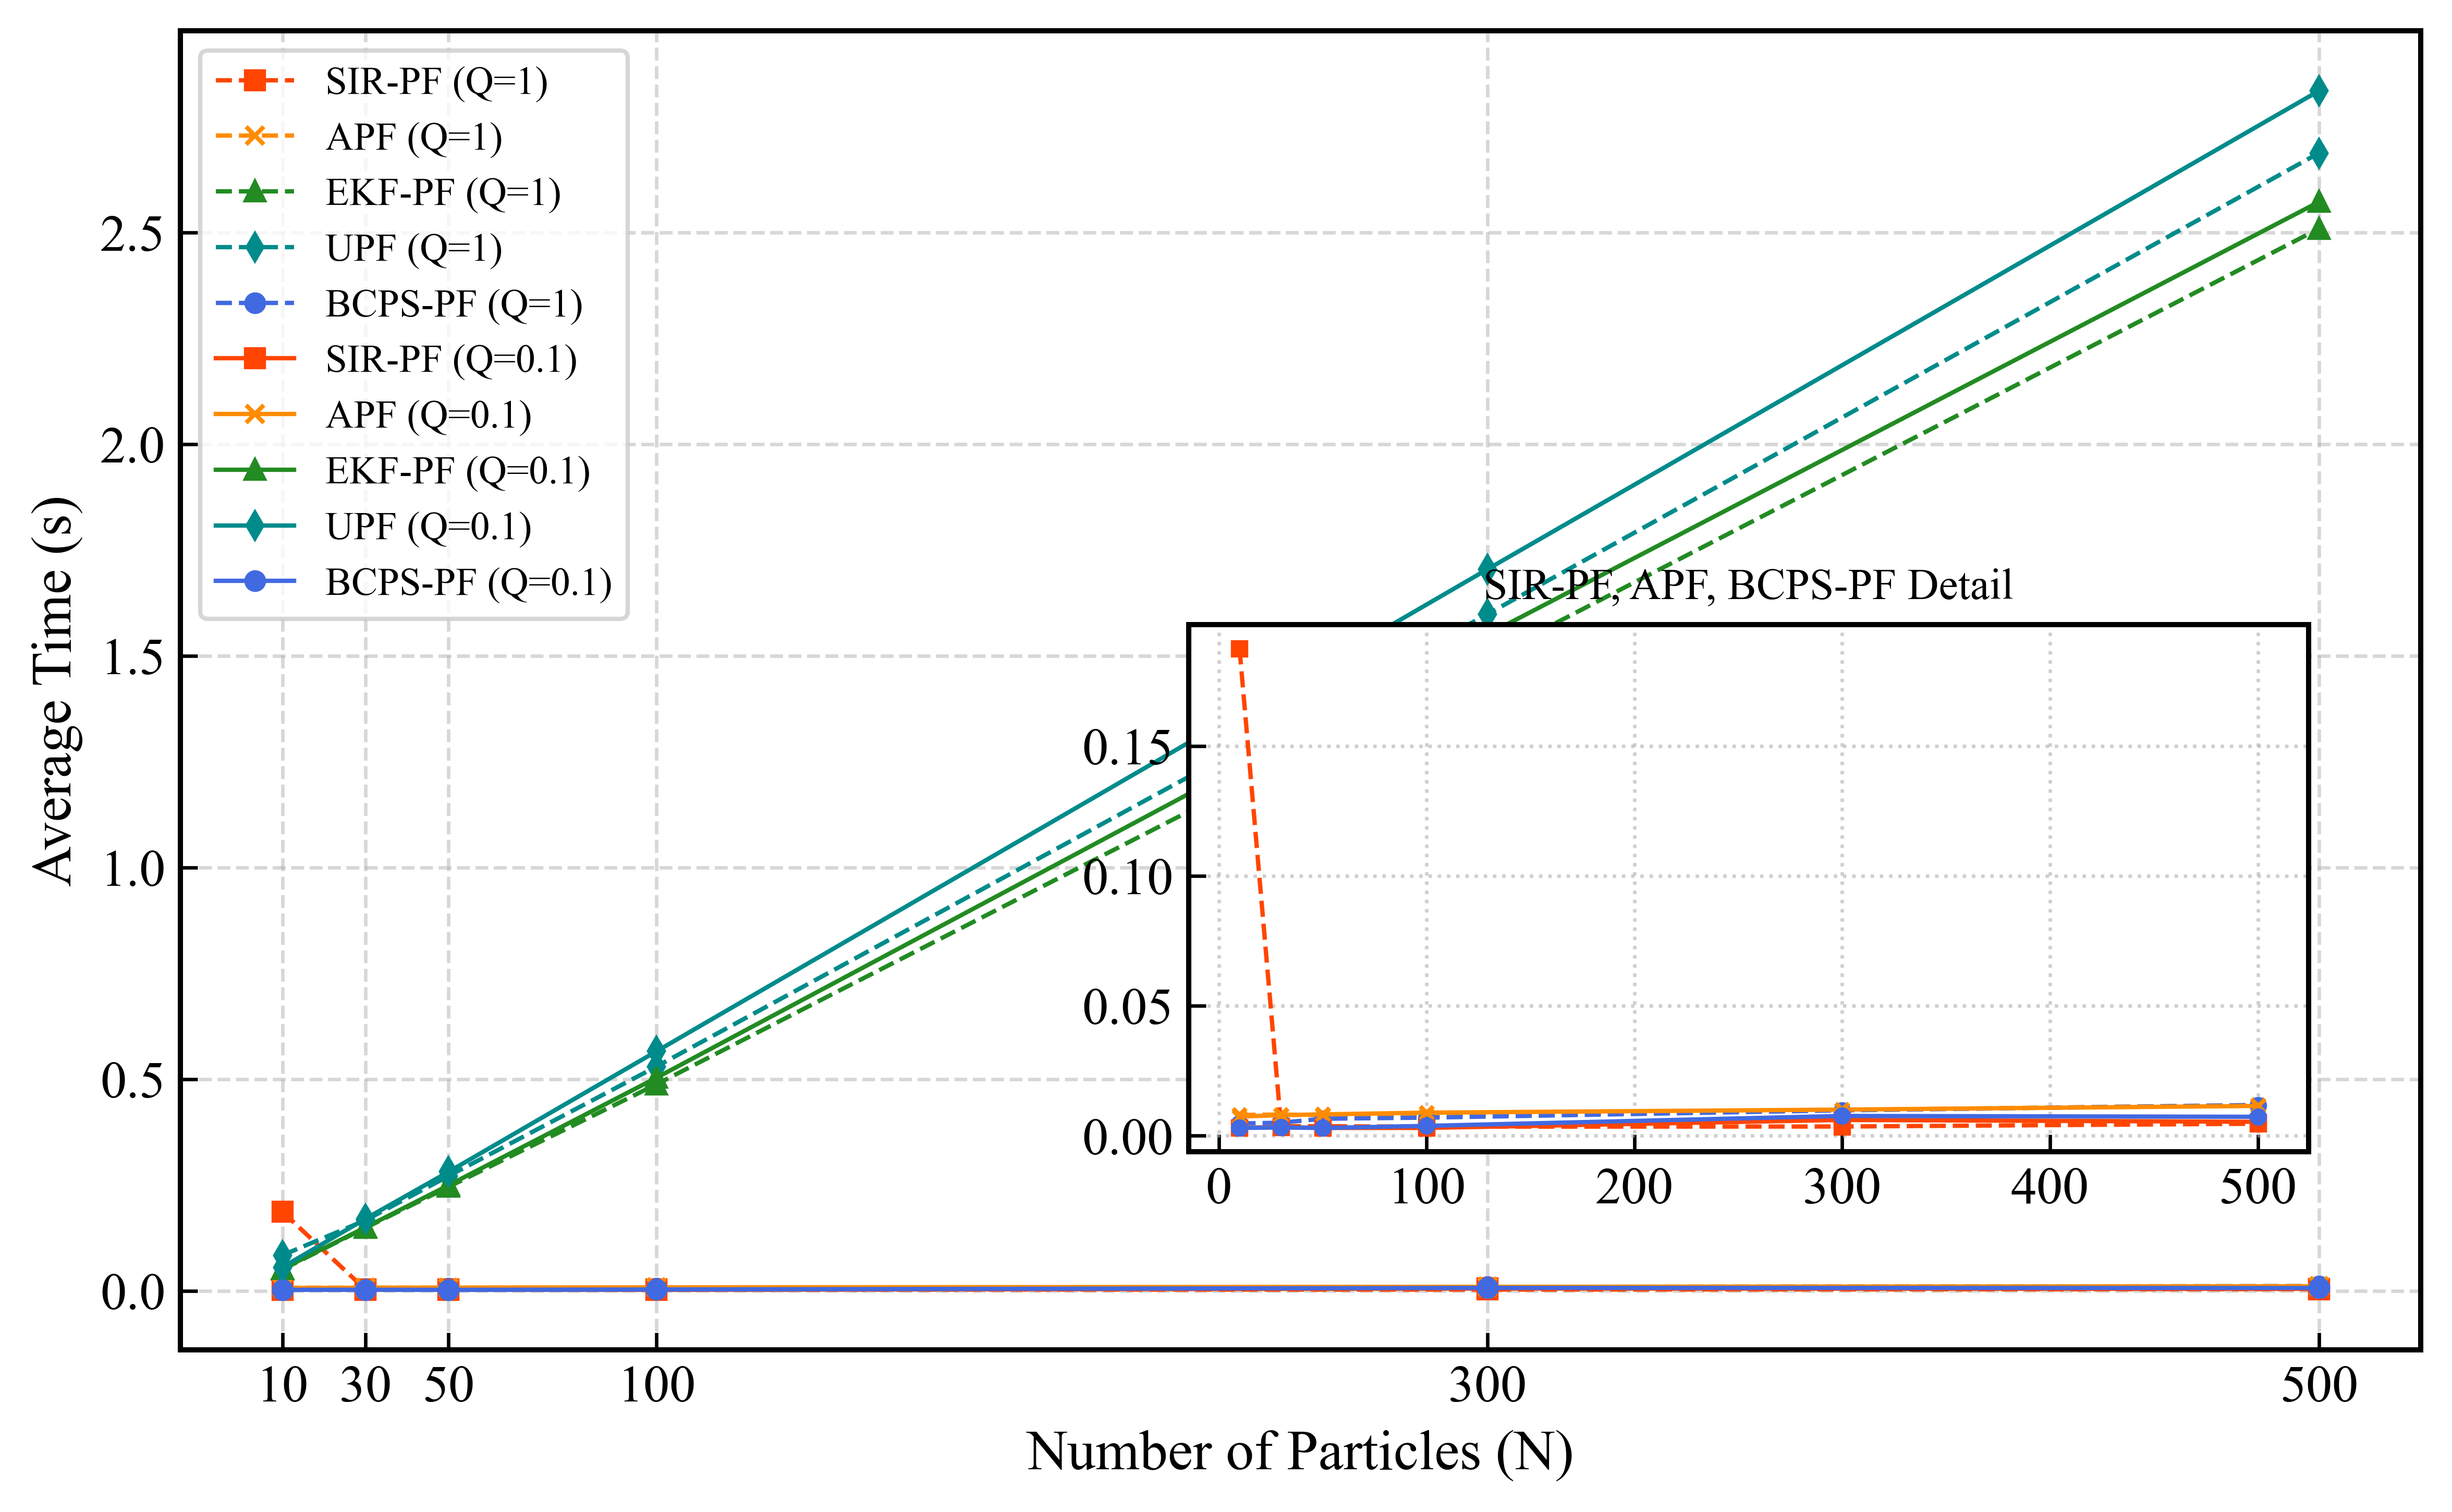 SIR-PF (Q=1)
APF (Q=1)
EKF-PF (Q=1)
UPF (Q=1)
BCPS-PF (Q=1)
SIR-PF (Q=0.1)
APF (Q=0.1)
EKF-PF (Q=0.1)
UPF (Q=0.1)
BCPS-PF (Q=0.1)
Average Time (s)
2.5
2.0
1.5
1.0
0.5
0.0
SIR-PF, APF, BCPS-PF Detail
0.15
0.10
0.05
0.00
0 100 200 300 400 500
10 30 50 100 300 500
Number of Particles (N)